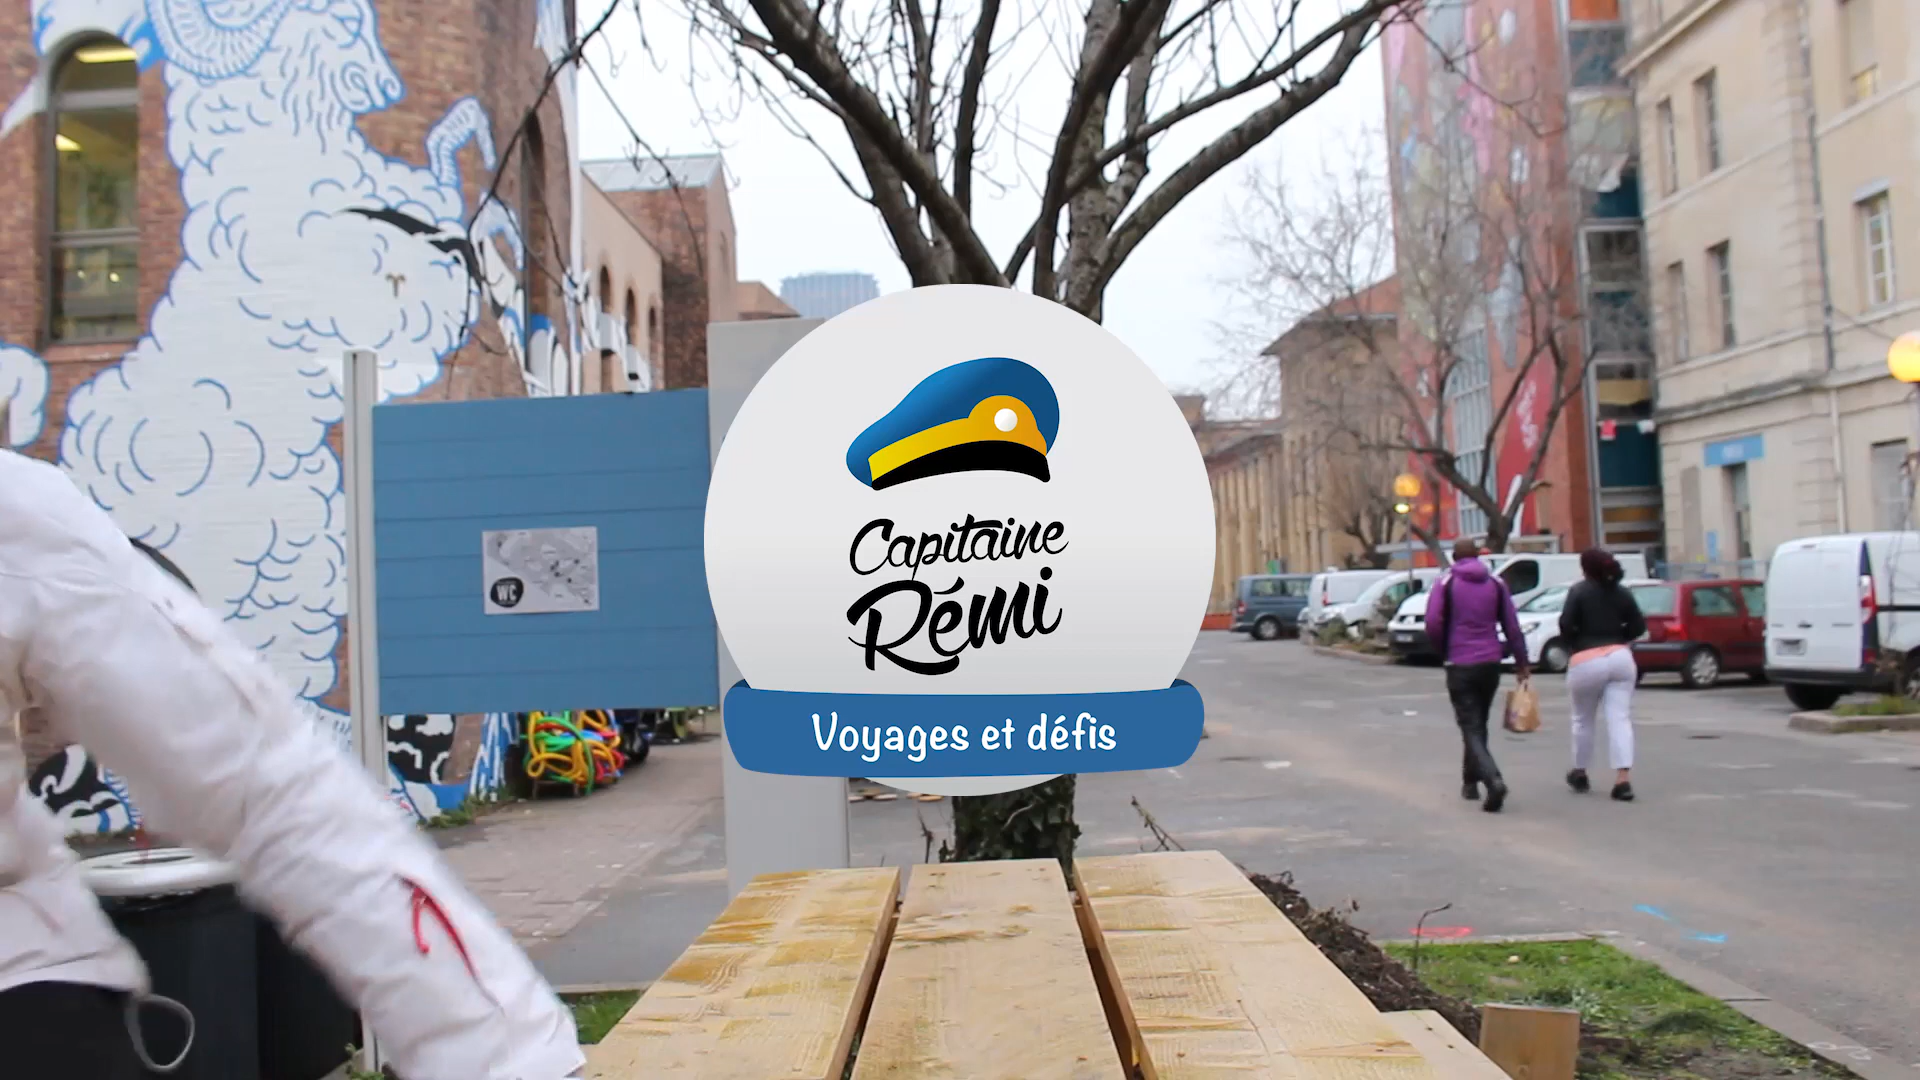 Capitaine
Rémi
Voyages et défis
WC